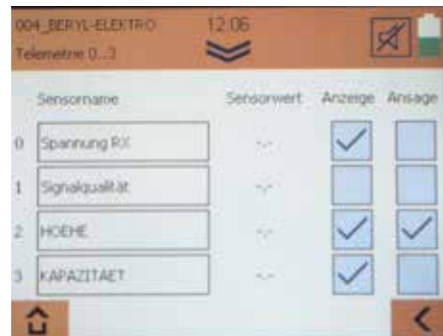 004_BERYL-ELEKTRO 12:06
Telemetrie 0..3
Sensorname Sensorwert Anzeige Ansage
0 Spannung RX -.-
1 Signalqualität -.-
2 HOEHE -.-
3 KAPAZITAET -.-